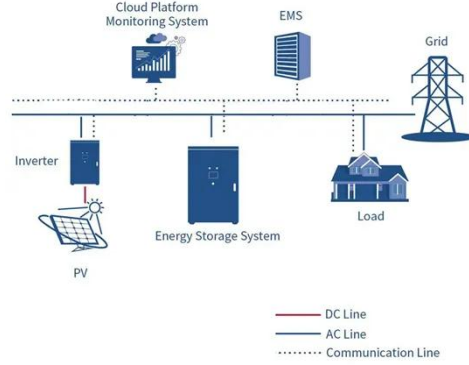 Cloud Platform
Monitoring System
EMS
Grid
Inverter
Energy Storage System
Load
PV
DC Line
AC Line
Communication Line